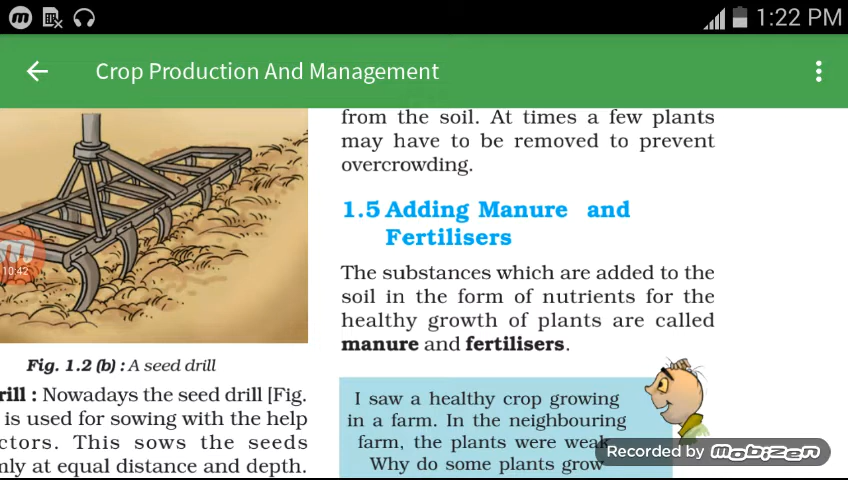 1:22 PM
Crop Production And Management
from the soil. At times a few plants
may have to be removed to prevent
overcrowding.
1.5 Adding Manure and
Fertilisers
The substances which are added to the
soil in the form of nutrients for the
healthy growth of plants are called
manure and fertilisers.
I saw a healthy crop growing
in a farm. In the neighbouring
farm, the plants were weak
Why do some plants grow
10:42
Fig. 1.2 (b) : A seed drill
rill : Nowadays the seed drill [Fig.
is used for sowing with the help
ctors. This sows the seeds
mly at equal distance and depth.
Recorded by mobizen